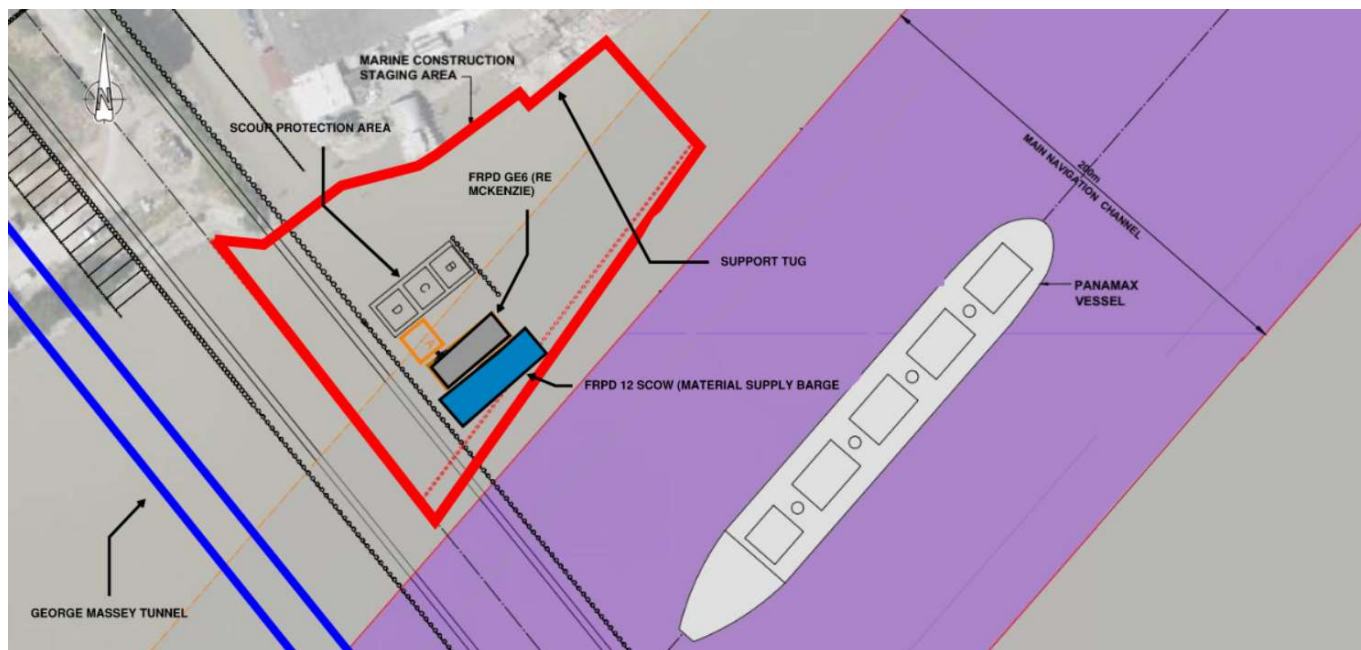 MARINE CONSTRUCTION
STAGING AREA
N
SCOUR PROTECTION AREA
FRPD GE6 (RE
MCKENZIE)
200m
MAIN NAVIGATION CHANNEL
B
C
D
A
SUPPORT TUG
PANAMAX
VESSEL
FRPD 12 SCOW (MATERIAL SUPPLY BARGE
GEORGE MASSEY TUNNEL